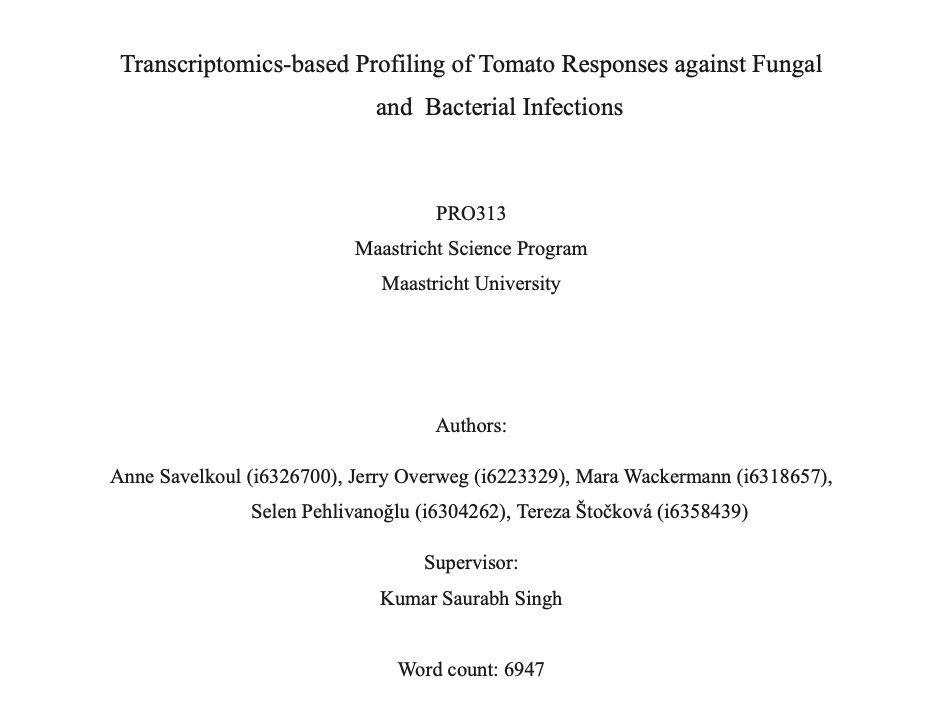 Transcriptomics-based Profiling of Tomato Responses against Fungal
and  Bacterial Infections
PRO313
Maastricht Science Program
Maastricht University
Authors:
Anne Savelkoul (i6326700), Jerry Overweg (i6223329), Mara Wackermann (i6318657),
Selen Pehlivanoğlu (i6304262), Tereza Štočková (i6358439)
Supervisor:
Kumar Saurabh Singh
Word count: 6947